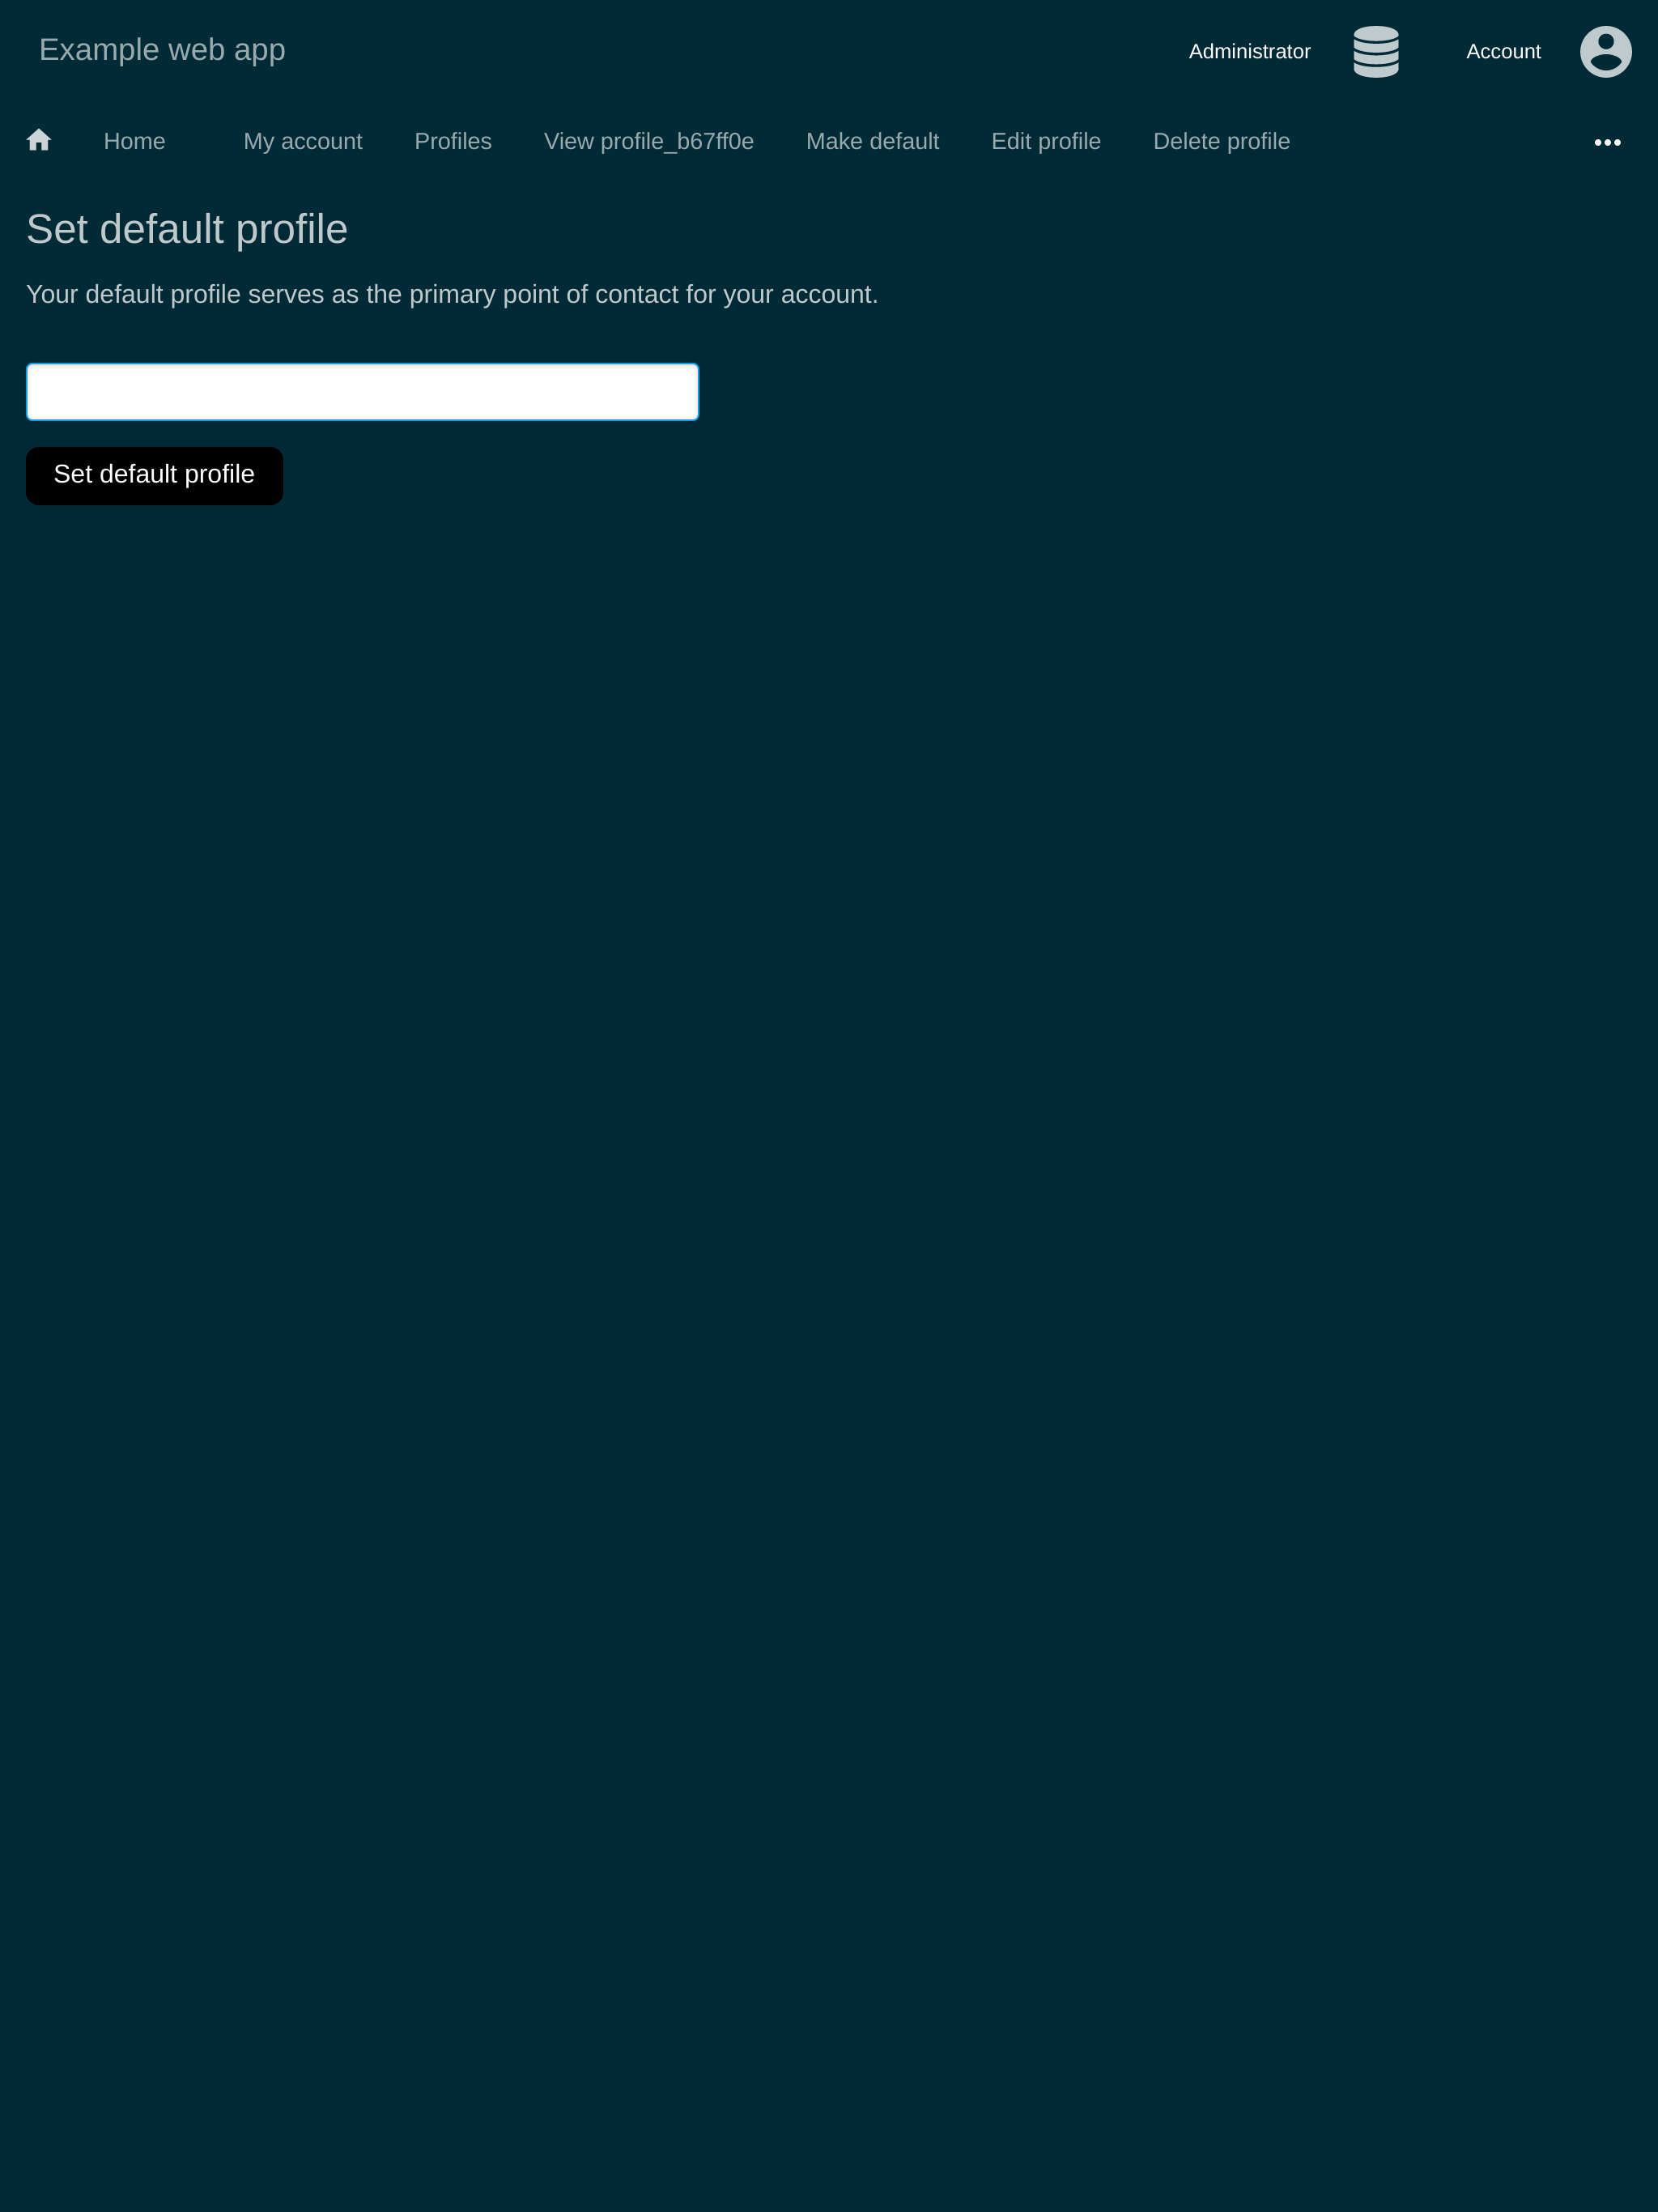 Example web app
Administrator
Account
Home
My account
Profiles
View profile_b67ff0e
Make default
Edit profile
Delete profile
Set default profile
Your default profile serves as the primary point of contact for your account.
Set default profile